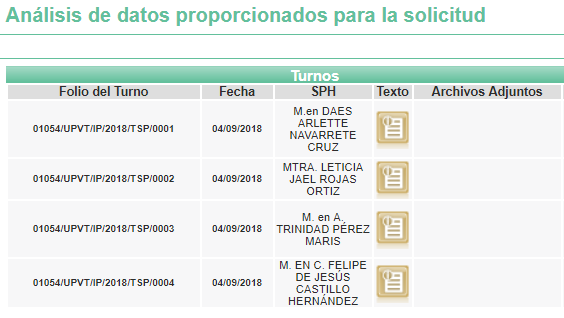 Análisis de datos proporcionados para la solicitud
Turnos
Folio del Turno Fecha SPH Texto Archivos Adjuntos
01054/UPVT/IP/2018/TSP/0001 04/09/2018 M.en DAES
ARLETTE
NAVARRETE
CRUZ
01054/UPVT/IP/2018/TSP/0002 04/09/2018 MTRA. LETICIA
JAEL ROJAS
ORTIZ
01054/UPVT/IP/2018/TSP/0003 04/09/2018 M. en A.
TRINIDAD PÉREZ
MARIS
01054/UPVT/IP/2018/TSP/0004 04/09/2018 M. EN C. FELIPE
DE JESÚS
CASTILLO
HERNÁNDEZ